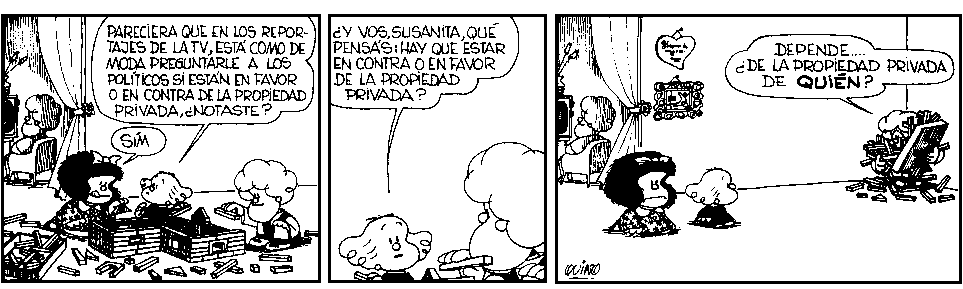 PARECIERA QUE EN LOS REPOR-
TAJES DE LA TV, ESTÁ COMO DE
MODA PREGUNTARLE A LOS
POLÍTICOS SI ESTÁN EN FAVOR
O EN CONTRA DE LA PROPIEDAD
PRIVADA, ¿NOTASTE?
SÍM
¿Y VOS, SUSANITA, QUÉ
PENSÁS: HAY QUE ESTAR
EN CONTRA O EN FAVOR
DE LA PROPIEDAD
PRIVADA?
DEPENDE....
¿DE LA PROPIEDAD PRIVADA
DE QUIÉN?
QUINO